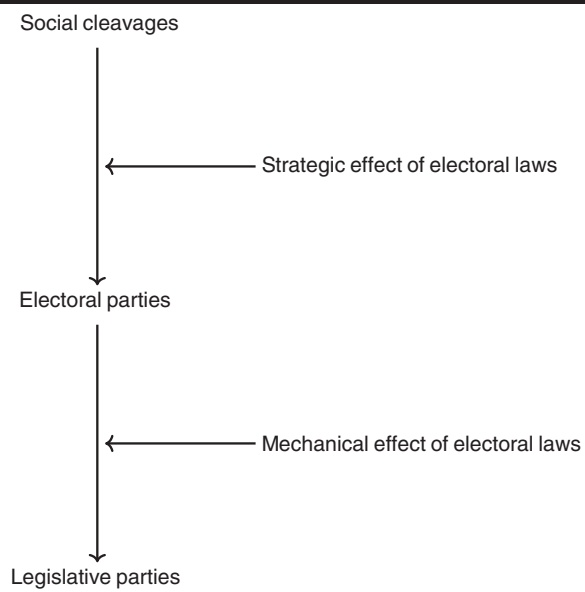 Social cleavages
Strategic effect of electoral laws
Electoral parties
Mechanical effect of electoral laws
Legislative parties